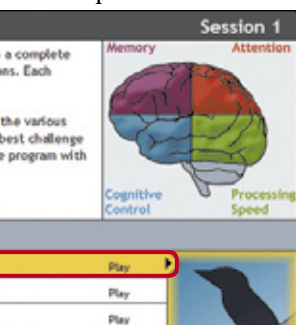 Session 1
a complete
ons. Each
the various
best challenge
e program with
Memory
Attention
Cognitive
Control
Processing
Speed
Play
Play
Play